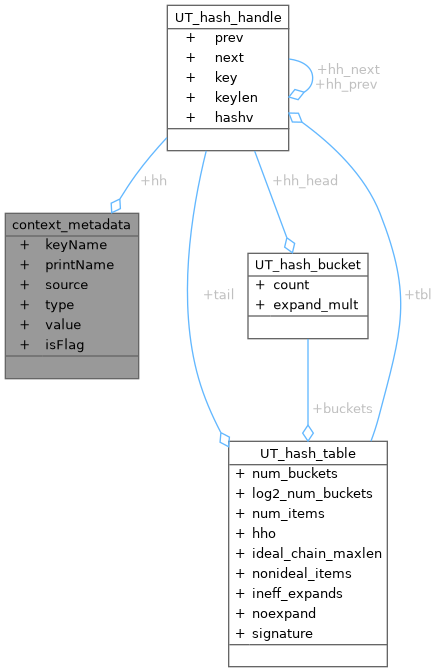 UT_hash_handle
+ prev
+ next
+ key
+ keylen
+ hashv
+hh_next
+hh_prev
+hh
+hh_head
context_metadata
+ keyName
+ printName
+ source
+ type
+ value
+ isFlag
UT_hash_bucket
+ count
+ expand_mult
+tail
+tbl
+buckets
UT_hash_table
+ num_buckets
+ log2_num_buckets
+ num_items
+ hho
+ ideal_chain_maxlen
+ nonideal_items
+ ineff_expands
+ noexpand
+ signature